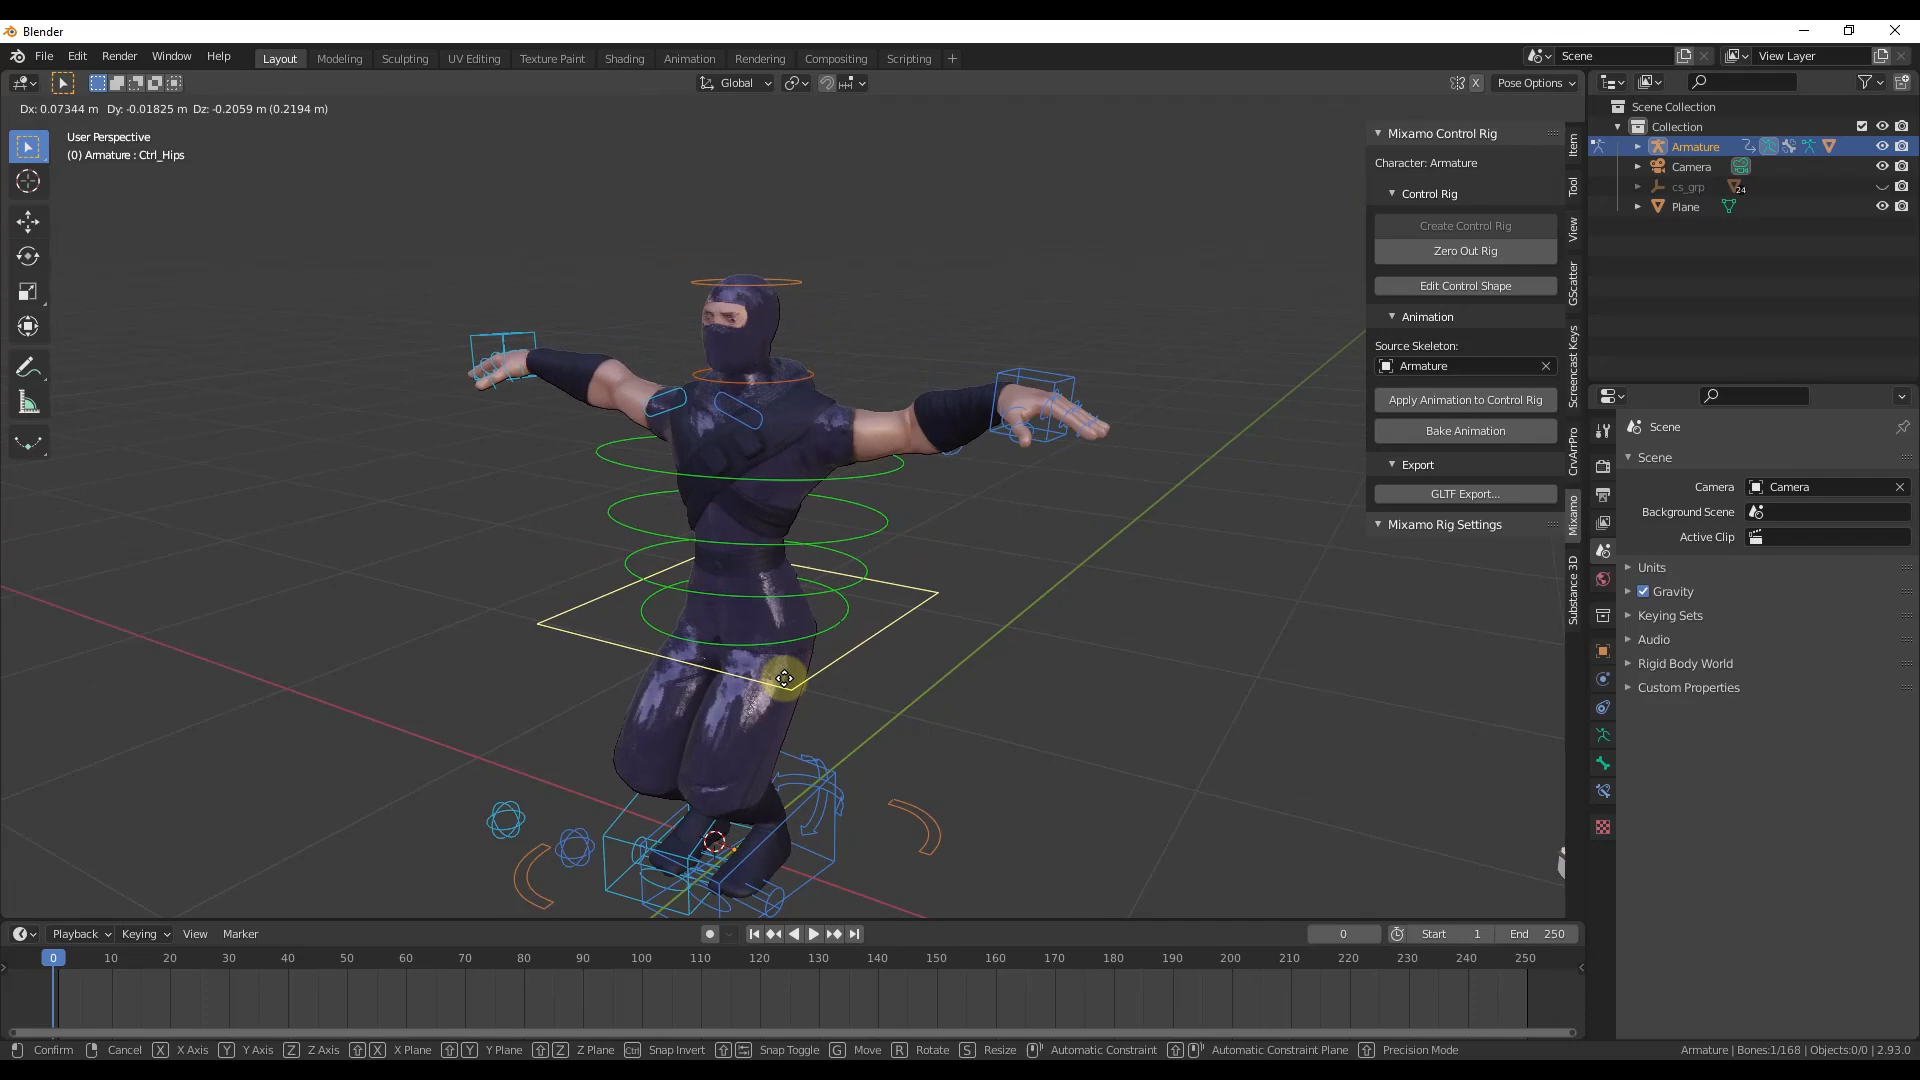 Blender
File Edit Render Window Help Layout Modeling Sculpting UV Editing Texture Paint Shading Animation Rendering Compositing Scripting + Scene View Layer
Global X Pose Options
Dx: 0.07344 m Dy: -0.01825 m Dz: -0.2059 m (0.2194 m)
User Perspective
(0) Armature : Ctrl_Hips
Mixamo Control Rig
Character: Armature
Control Rig
Create Control Rig
Zero Out Rig
Edit Control Shape
Animation
Source Skeleton:
Armature
Apply Animation to Control Rig
Bake Animation
Export
GLTF Export...
Mixamo Rig Settings
Item
Tool
View
GScatter
Screencast Keys
CrvArrPro
Mixamo
Substance 3D
Scene Collection
Collection
Armature
Camera
cs_grp 24
Plane
Scene
Scene
Camera Camera
Background Scene
Active Clip
Units
Gravity
Keying Sets
Audio
Rigid Body World
Custom Properties
Playback Keying View Marker 0 Start 1 End 250
0 10 20 30 40 50 60 70 80 90 100 110 120 130 140 150 160 170 180 190 200 210 220 230 240 250
Confirm Cancel X X Axis Y Y Axis Z Z Axis X X Plane Y Y Plane Z Z Plane Ctrl Snap Invert Snap Toggle G Move R Rotate S Resize Automatic Constraint Automatic Constraint Plane Precision Mode Armature | Bones:1/168 | Objects:0/0 | 2.93.0